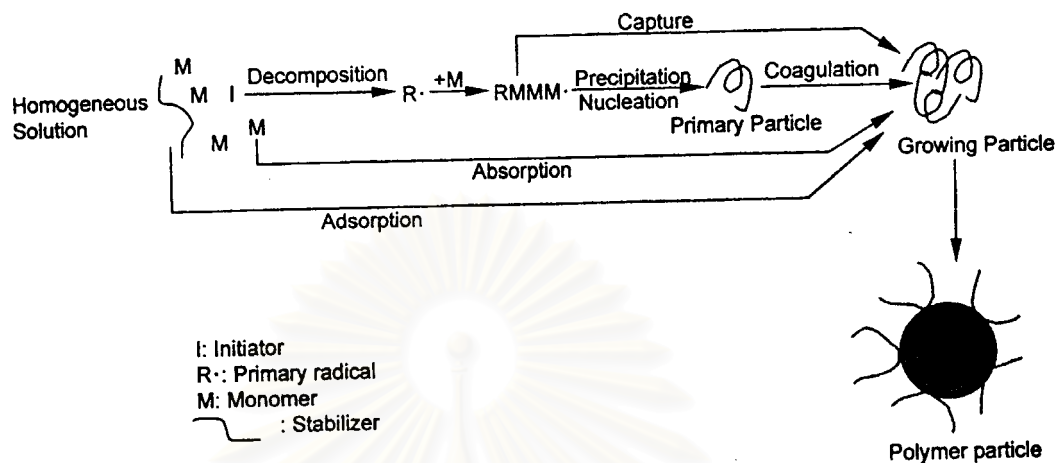 Capture
M
M I
M M
Homogeneous
Solution
Decomposition
R·
+M
RMMM·
Precipitation
Nucleation
Primary Particle
Coagulation
Growing Particle
Absorption
Adsorption
I: Initiator
R·: Primary radical
M: Monomer
: Stabilizer
Polymer particle